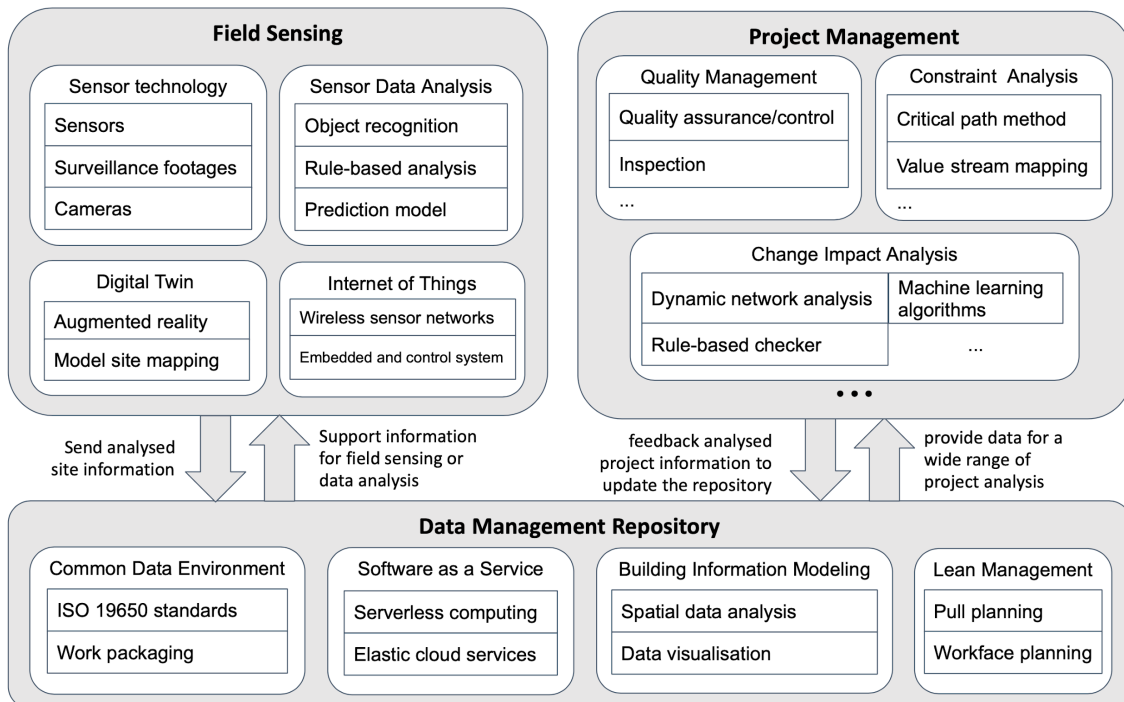 Field Sensing
Sensor technology
Sensors
Surveillance footages
Cameras
Sensor Data Analysis
Object recognition
Rule-based analysis
Prediction model
Digital Twin
Augmented reality
Model site mapping
Internet of Things
Wireless sensor networks
Embedded and control system
Project Management
Quality Management
Quality assurance/control
Inspection
...
Constraint Analysis
Critical path method
Value stream mapping
...
Change Impact Analysis
Dynamic network analysis
Machine learning
algorithms
Rule-based checker
...
...
Send analysed
site information
Support information
for field sensing or
data analysis
feedback analysed
project information to
update the repository
provide data for a
wide range of
project analysis
Data Management Repository
Common Data Environment
ISO 19650 standards
Work packaging
Software as a Service
Serverless computing
Elastic cloud services
Building Information Modeling
Spatial data analysis
Data visualisation
Lean Management
Pull planning
Workface planning